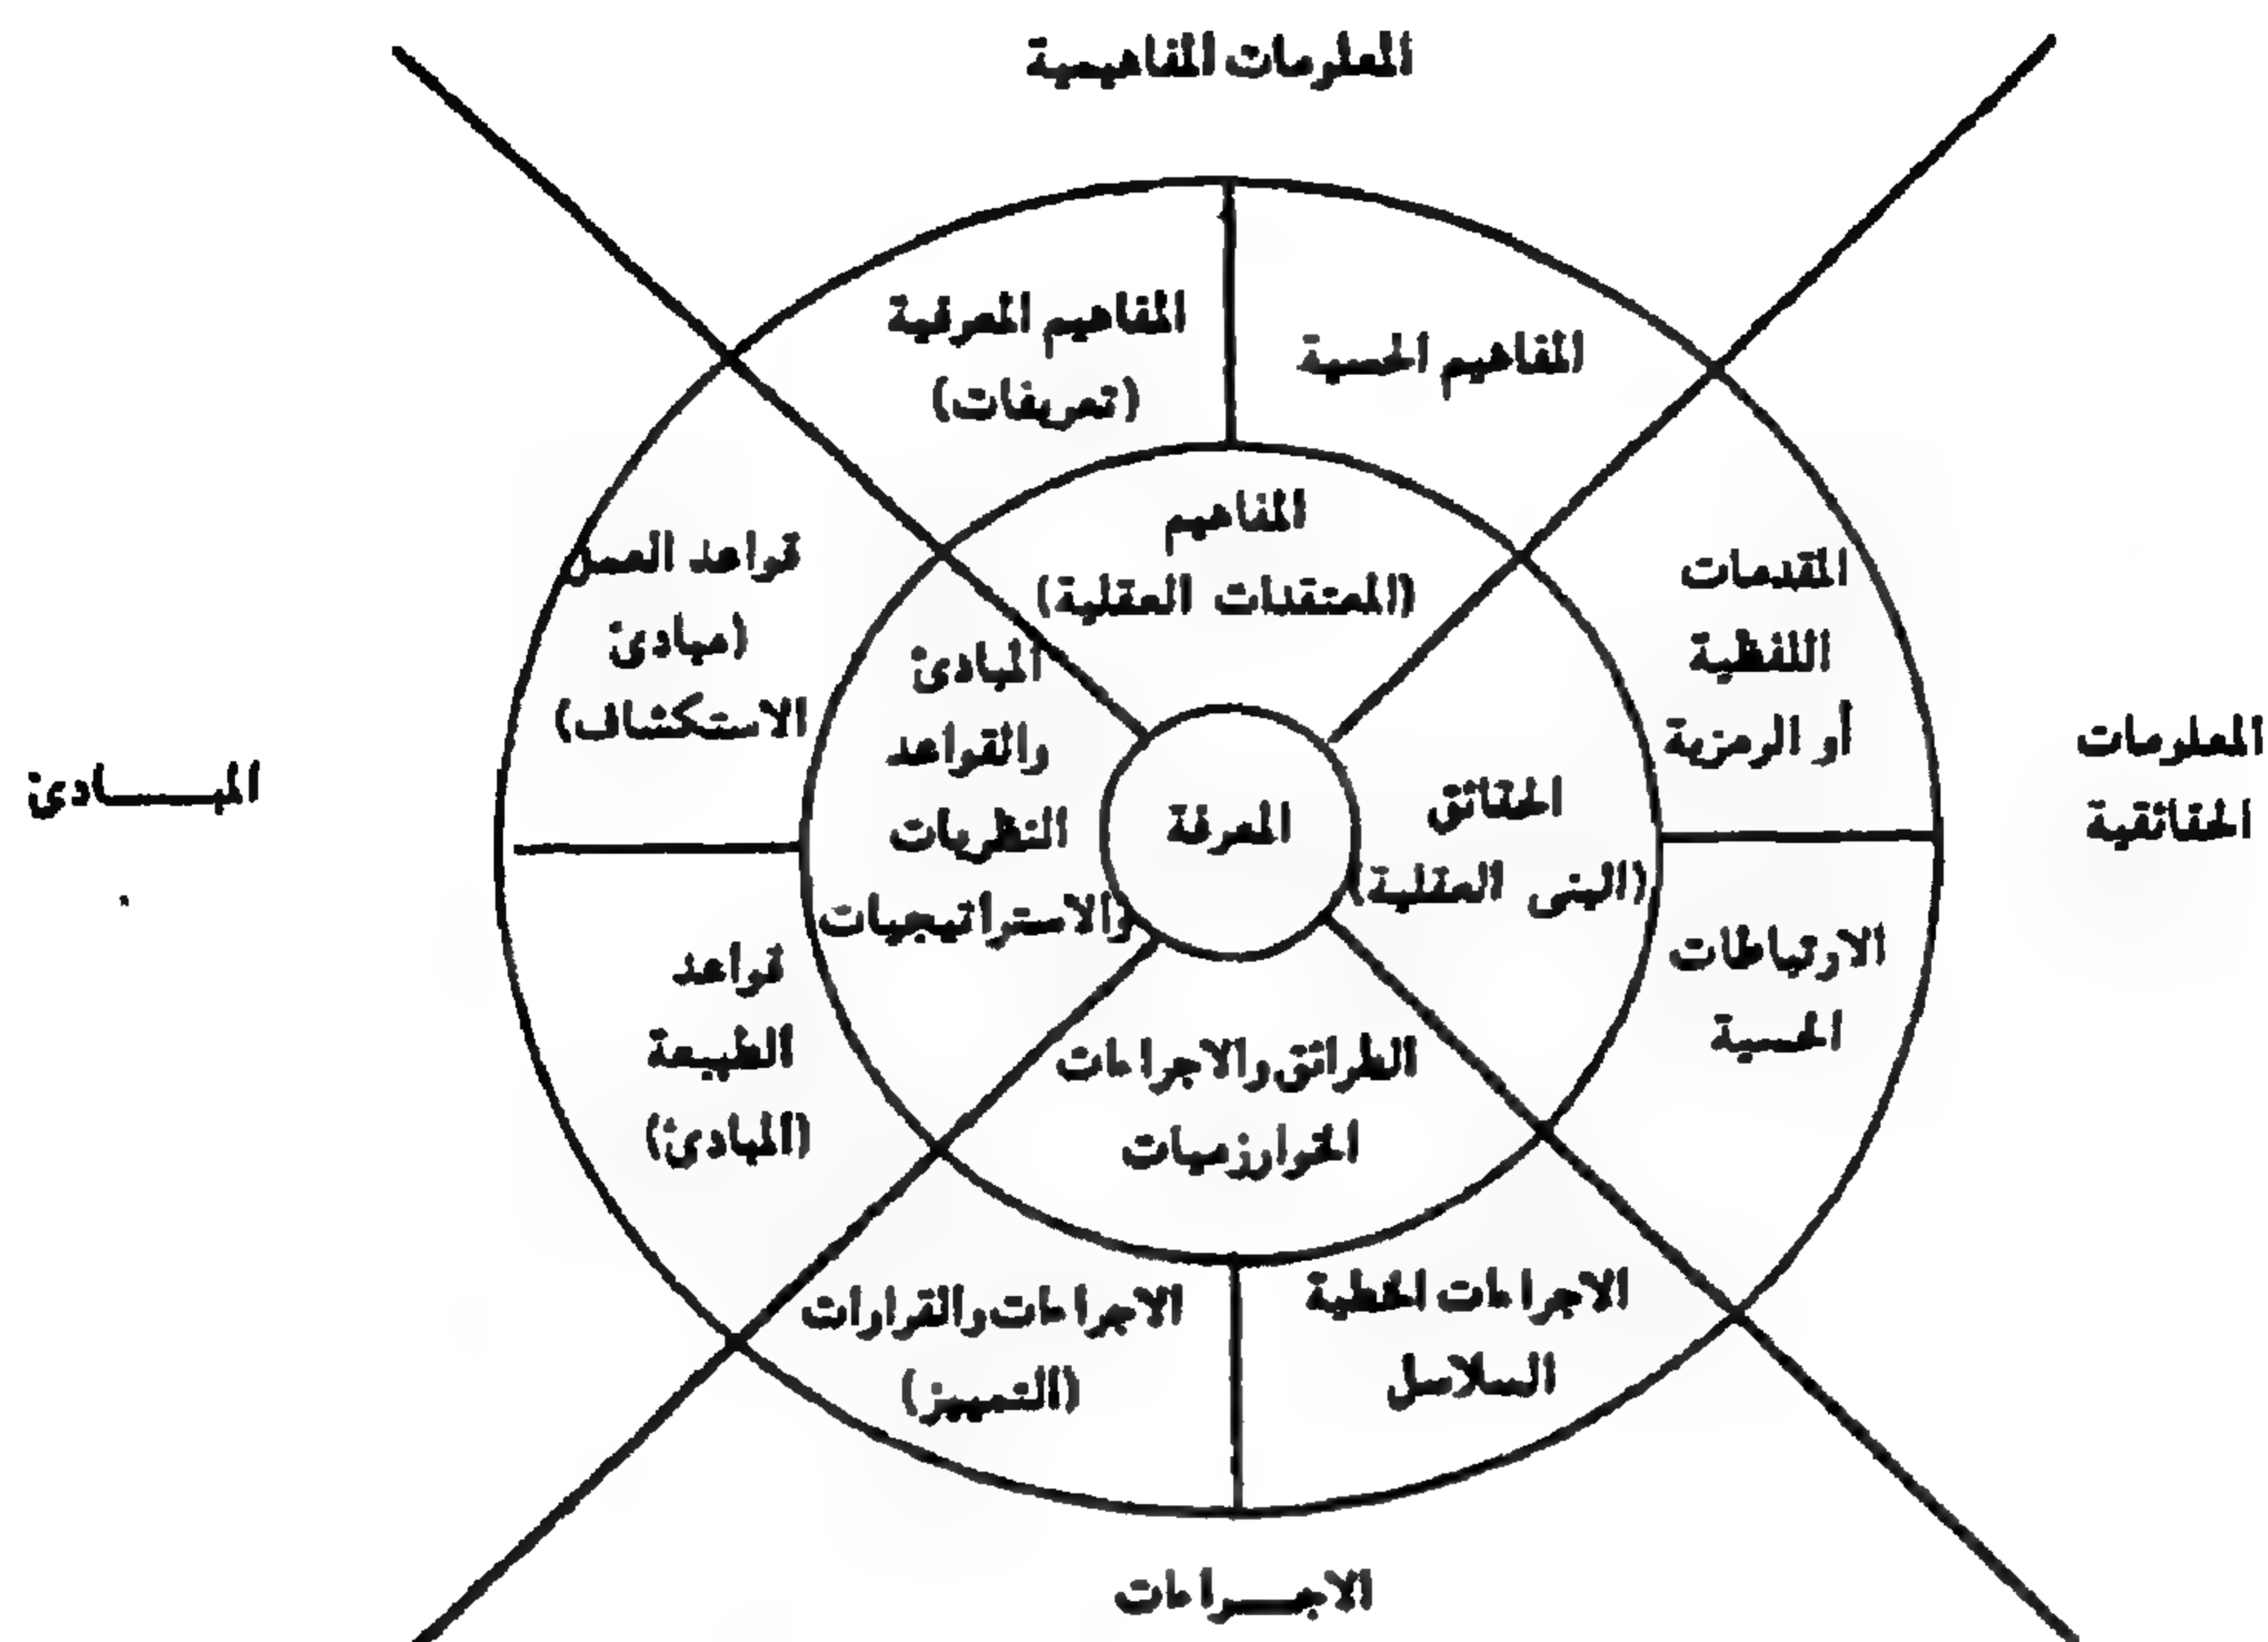 المعلومات المفاهيمية
المفاهيم الحسية
المفاهيم المعرفية
(تعريفات)
المفاهيم
(المعتقدات العقلية)
المقدمات
اللفظية
أو الرمزية
المعلومات
الحقائقية
الارتباطات
الحسية
الحقائق
(البنى العقلية)
المعرفة
المبادئ
والقواعد
النظريات
والاستراتيجيات
قواعد العمل
(مبادئ
الاستكشاف)
المبـــــادئ
قواعد
الطبيعة
(المبادئ)
الطرائق والاجراءات
الخوارزميات
الاجراءات الخطية
السلاسل
الاجراءات والقرارات
(التمييز)
الاجـــراءات